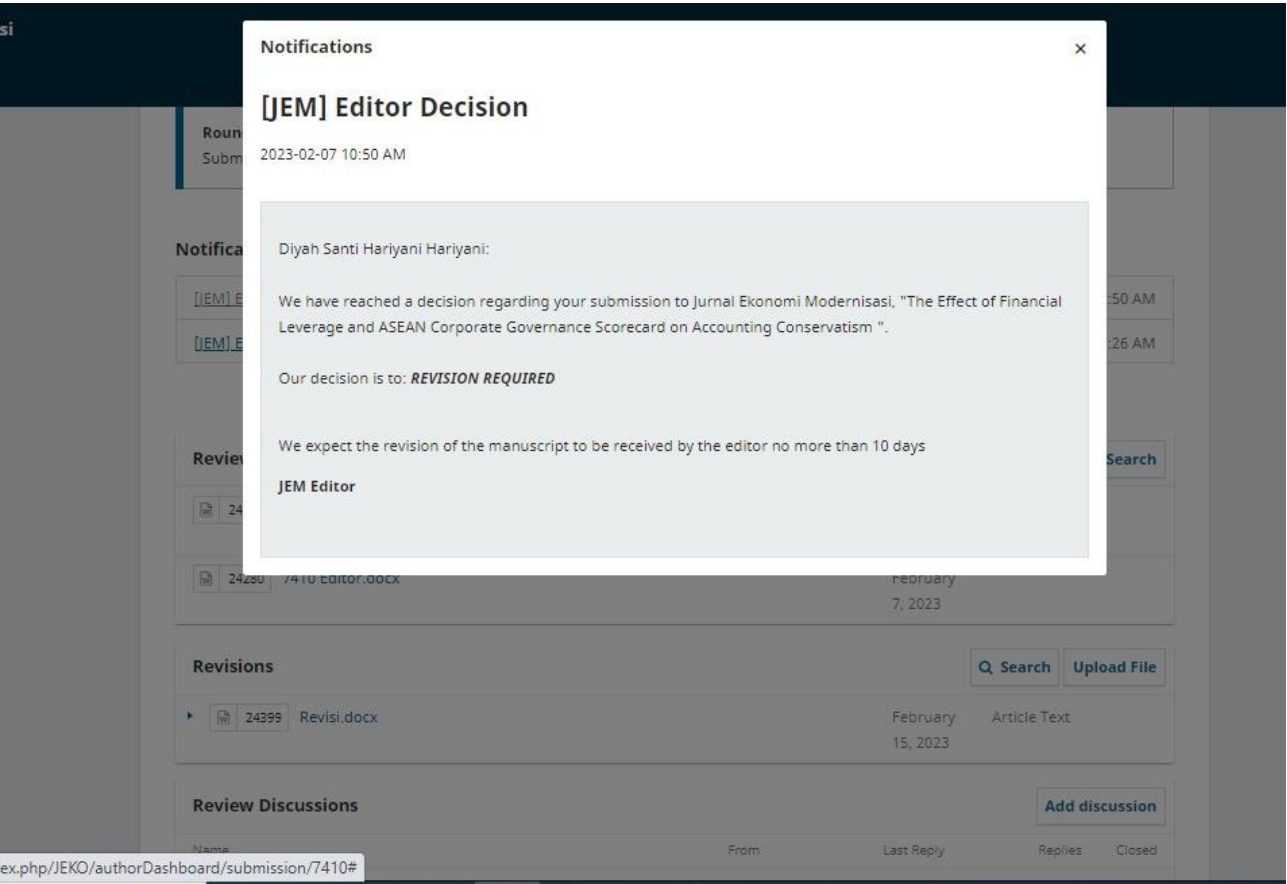 si
Notifications
×
[JEM] Editor Decision
2023-02-07 10:50 AM
Roun
Subm
Diyah Santi Hariyani Hariyani:
We have reached a decision regarding your submission to Jurnal Ekonomi Modernisasi, "The Effect of Financial
Leverage and ASEAN Corporate Governance Scorecard on Accounting Conservatism ".
Our decision is to: REVISION REQUIRED
We expect the revision of the manuscript to be received by the editor no more than 10 days
JEM Editor
Notifica
[JEM] E :50 AM
[JEM] E :26 AM
Review Search
24
24280 7410 Editor.docx February
7, 2023
Revisions Search Upload File
24399 Revisi.docx February Article Text
15, 2023
Review Discussions Add discussion
Name From Last Reply Replies Closed
ex.php/JEKO/authorDashboard/submission/7410#